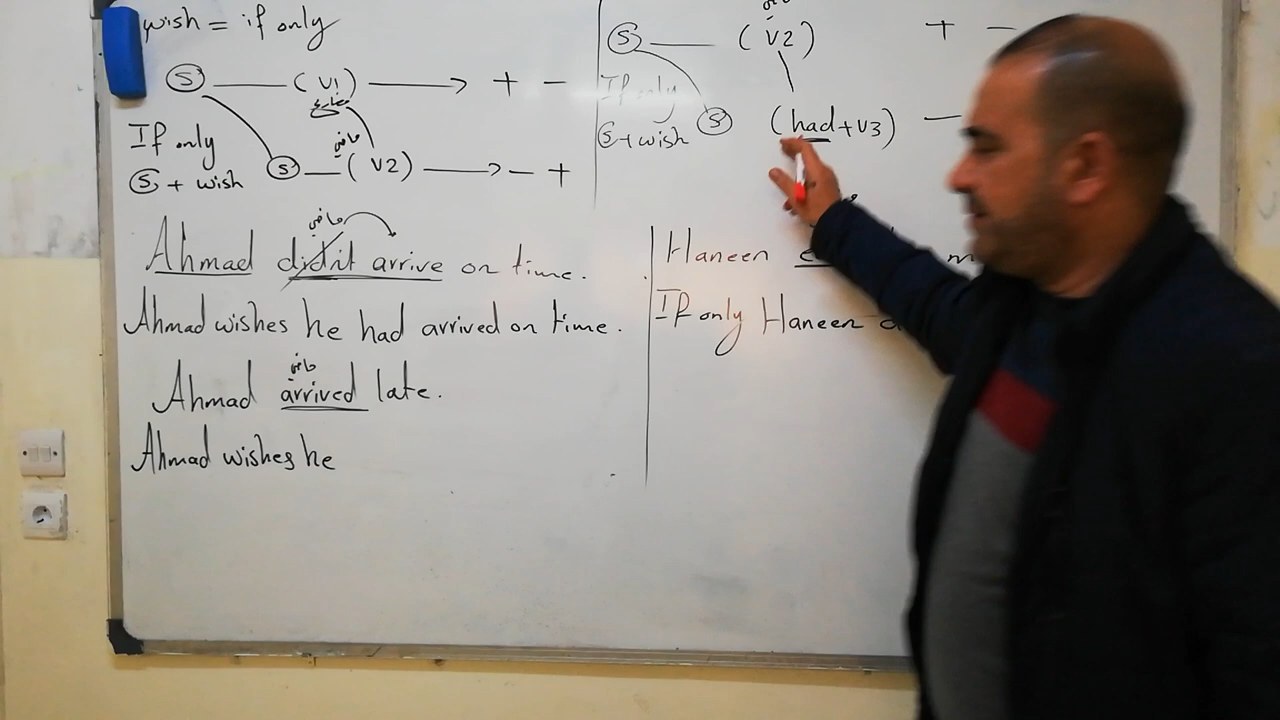 wish = if only
S (V1) → + -
مضارع
If only
ماضي
S + wish S (V2) → - +
ماضي
Ahmad didn't arrive on time.
Ahmad wishes he had arrived on time.
ماضي
Ahmad arrived late.
Ahmad wishes he
S (V2) + -
If only
S + wish S (had + V3) -
Haneen
If only Haneen